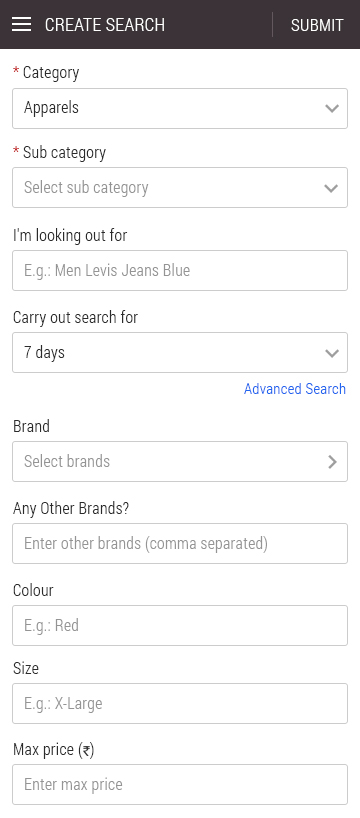 CREATE SEARCH
SUBMIT
* Category
Apparels
* Sub category
Select sub category
I'm looking out for
E.g.: Men Levis Jeans Blue
Carry out search for
7 days
Advanced Search
Brand
Select brands
Any Other Brands?
Enter other brands (comma separated)
Colour
E.g.: Red
Size
E.g.: X-Large
Max price (₹)
Enter max price